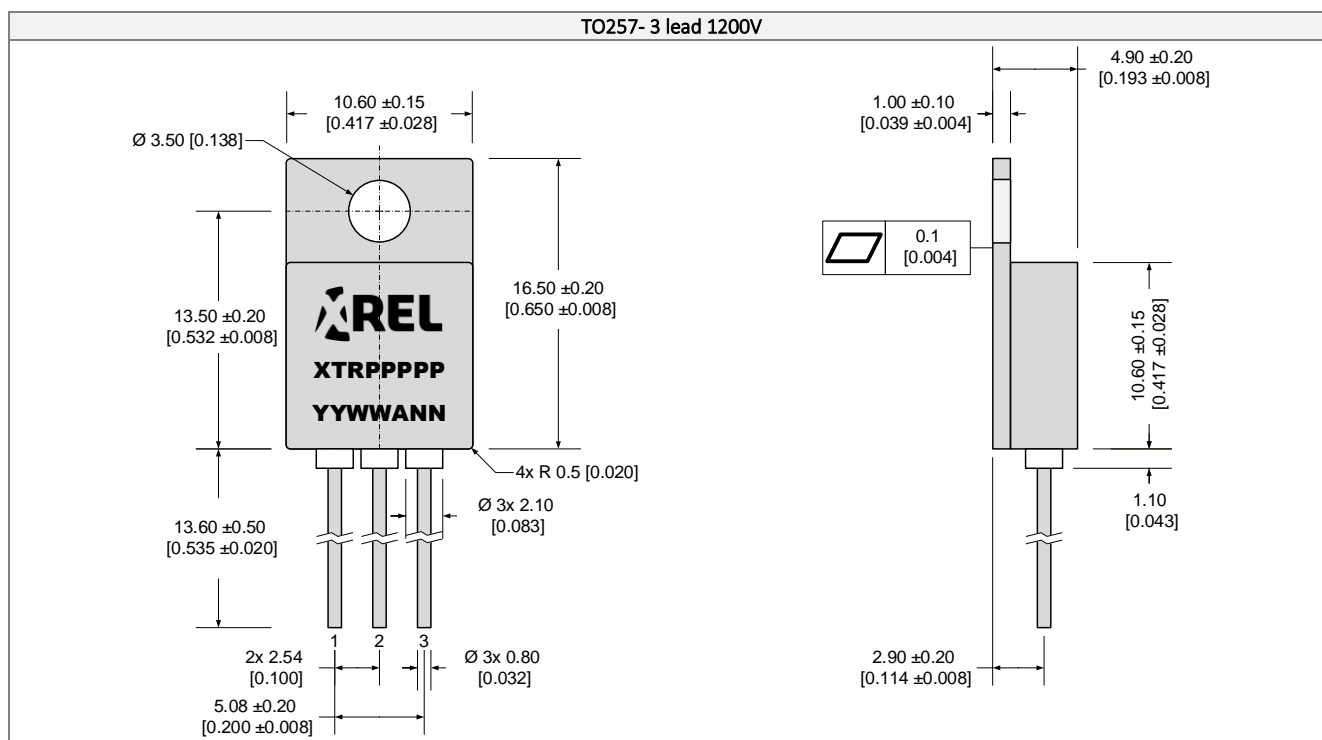 TO257- 3 lead 1200V
10.60 ±0.15
[0.417 ±0.028]
Ø 3.50 [0.138]
13.50 ±0.20
[0.532 ±0.008]
16.50 ±0.20
[0.650 ±0.008]
XREL
XTRPPPPP
YYWWANN
4x R 0.5 [0.020]
Ø 3x 2.10
[0.083]
13.60 ±0.50
[0.535 ±0.020]
1 2 3
2x 2.54
[0.100]
Ø 3x 0.80
[0.032]
5.08 ±0.20
[0.200 ±0.008]
4.90 ±0.20
[0.193 ±0.008]
1.00 ±0.10
[0.039 ±0.004]
0.1
[0.004]
10.60 ±0.15
[0.417 ±0.028]
1.10
[0.043]
2.90 ±0.20
[0.114 ±0.008]